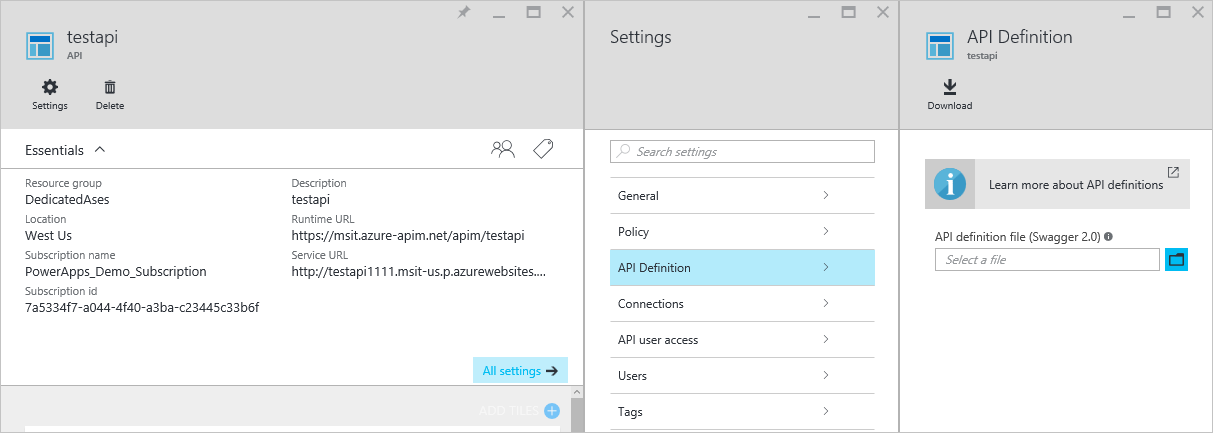 testapi
API
Settings
Delete
Essentials
Resource group
DedicatedAses
Location
West Us
Subscription name
PowerApps_Demo_Subscription
Subscription id
7a5334f7-a044-4f40-a3ba-c23445c33b6f
Description
testapi
Runtime URL
https://msit.azure-apim.net/apim/testapi
Service URL
http://testapi1111.msit-us.p.azurewebsites....
All settings
ADD TILES
Settings
Search settings
General
Policy
API Definition
Connections
API user access
Users
Tags
API Definition
testapi
Download
Learn more about API definitions
API definition file (Swagger 2.0)
Select a file